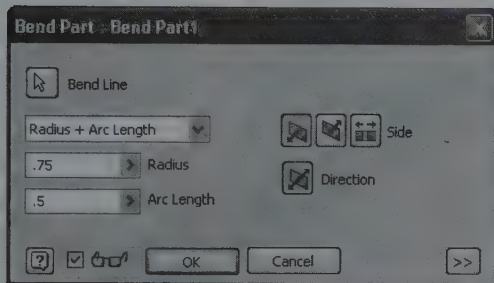 Bend Part : Bend Part1
Bend Line
Radius + Arc Length
Side
.75 Radius
Direction
.5 Arc Length
OK Cancel >>